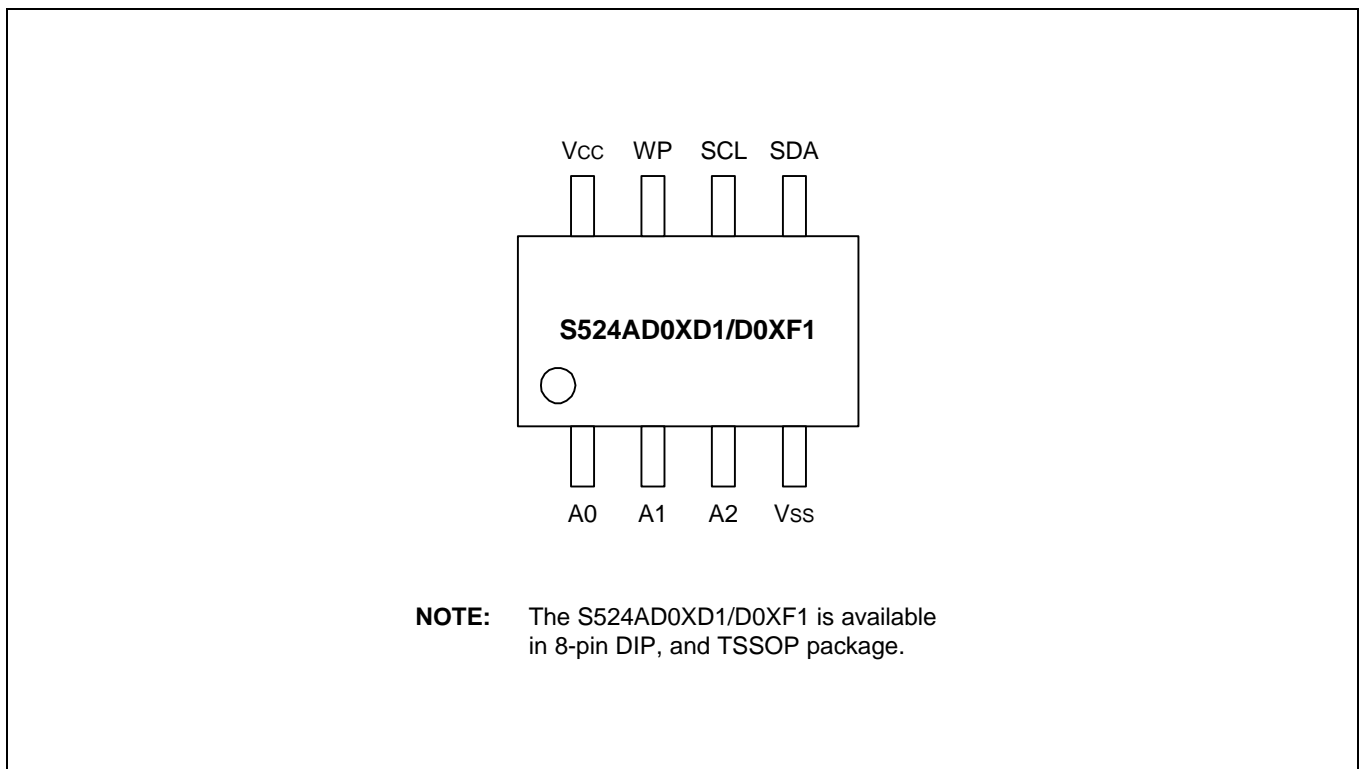 Vcc WP SCL SDA
S524AD0XD1/D0XF1
A0 A1 A2 Vss
NOTE: The S524AD0XD1/D0XF1 is available
in 8-pin DIP, and TSSOP package.